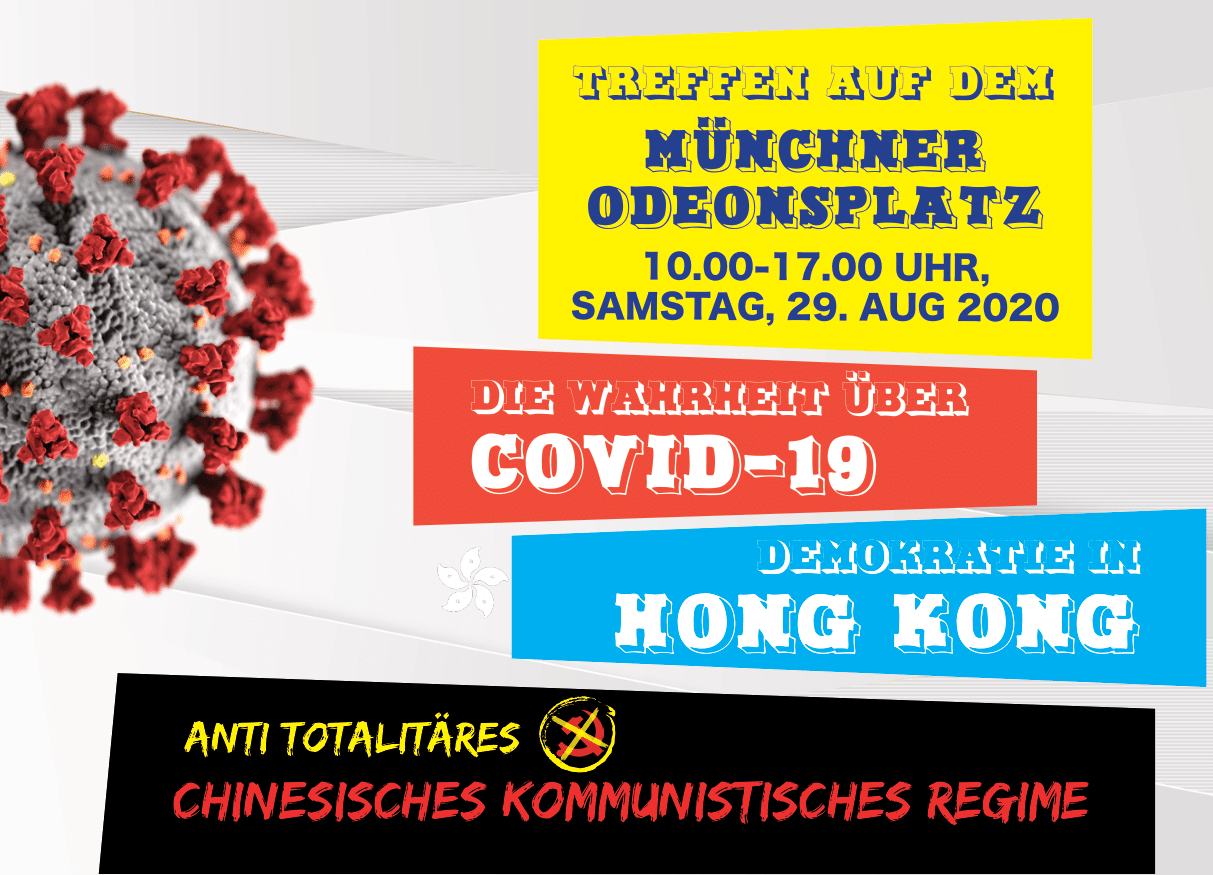 TREFFEN AUF DEM
MÜNCHNER
ODEONSPLATZ
10.00-17.00 UHR,
SAMSTAG, 29. AUG 2020
DIE WAHRHEIT ÜBER
COVID-19
DEMOKRATIE IN
HONG KONG
ANTI TOTALITÄRES
CHINESISCHES KOMMUNISTISCHES REGIME